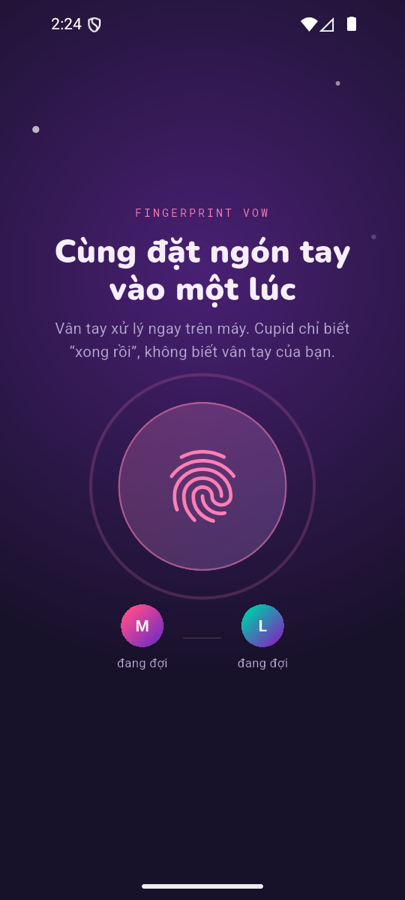 2:24
FINGERPRINT VOW
Cùng đặt ngón tay
vào một lúc
Vân tay xử lý ngay trên máy. Cupid chỉ biết
“xong rồi”, không biết vân tay của bạn.
M L
đang đợi đang đợi